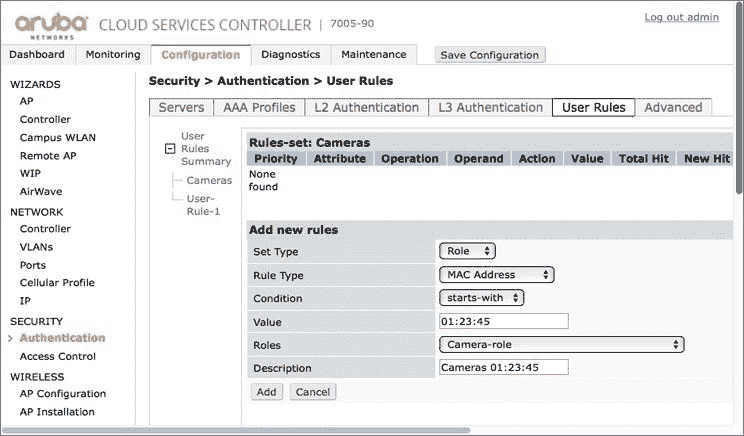 aruba NETWORKS CLOUD SERVICES CONTROLLER | 7005-90 Log out admin
Dashboard Monitoring Configuration Diagnostics Maintenance Save Configuration
WIZARDS
AP
Controller
Campus WLAN
Remote AP
WIP
AirWave
NETWORK
Controller
VLANs
Ports
Cellular Profile
IP
SECURITY
> Authentication
Access Control
WIRELESS
AP Configuration
AP Installation
Security > Authentication > User Rules
Servers AAA Profiles L2 Authentication L3 Authentication User Rules Advanced
User
Rules
Summary
Cameras
User-
Rule-1
Rules-set: Cameras
Priority Attribute Operation Operand Action Value Total Hit New Hit
None
found
Add new rules
Set Type Role
Rule Type MAC Address
Condition starts-with
Value 01:23:45
Roles Camera-role
Description Cameras 01:23:45
Add Cancel